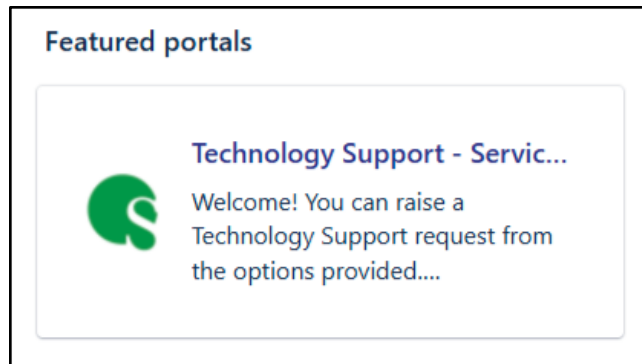 Featured portals
Technology Support - Servic...
Welcome! You can raise a
Technology Support request from
the options provided....